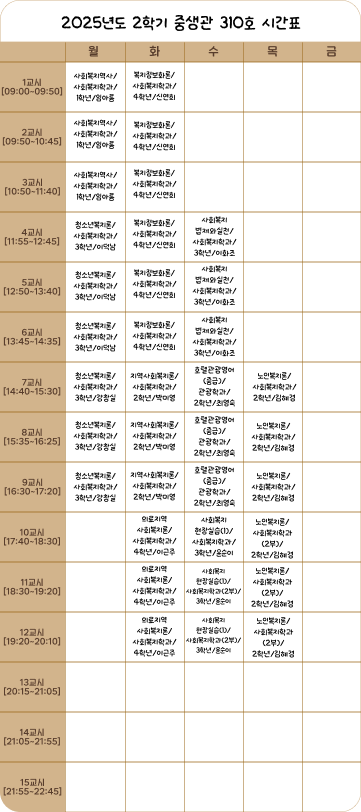 2025년도 2학기 중생관 310호 시간표
월 화 수 목 금
1교시
[09:00~09:50]
사회복지역사/
사회복지학과/
1학년/임아름
복지정보화론/
사회복지학과/
4학년/신연희
2교시
[09:50~10:45]
사회복지역사/
사회복지학과/
1학년/임아름
복지정보화론/
사회복지학과/
4학년/신연희
3교시
[10:50~11:40]
사회복지역사/
사회복지학과/
1학년/임아름
복지정보화론/
사회복지학과/
4학년/신연희
4교시
[11:55~12:45]
청소년복지론/
사회복지학과/
3학년/이덕남
복지정보화론/
사회복지학과/
4학년/신연희
사회복지
법제와실천/
사회복지학과/
3학년/이화조
5교시
[12:50~13:40]
청소년복지론/
사회복지학과/
3학년/이덕남
복지정보화론/
사회복지학과/
4학년/신연희
사회복지
법제와실천/
사회복지학과/
3학년/이화조
6교시
[13:45~14:35]
청소년복지론/
사회복지학과/
3학년/이덕남
복지정보화론/
사회복지학과/
4학년/신연희
사회복지
법제와실천/
사회복지학과/
3학년/이화조
7교시
[14:40~15:30]
청소년복지론/
사회복지학과/
3학년/강창실
지역사회복지론/
사회복지학과/
2학년/박미영
호텔관광영어
(중급)/
관광학과/
2학년/최영숙
노인복지론/
사회복지학과/
2학년/김혜경
8교시
[15:35~16:25]
청소년복지론/
사회복지학과/
3학년/강창실
지역사회복지론/
사회복지학과/
2학년/박미영
호텔관광영어
(중급)/
관광학과/
2학년/최영숙
노인복지론/
사회복지학과/
2학년/김혜경
9교시
[16:30~17:20]
청소년복지론/
사회복지학과/
3학년/강창실
지역사회복지론/
사회복지학과/
2학년/박미영
호텔관광영어
(중급)/
관광학과/
2학년/최영숙
노인복지론/
사회복지학과/
2학년/김혜경
10교시
[17:40~18:30]
의료지역
사회복지론/
사회복지학과/
4학년/이근주
사회복지
현장실습(1)/
사회복지학과(2부)/
3학년/윤순이
노인복지론/
사회복지학과
(2부)/
2학년/김혜경
11교시
[18:30~19:20]
의료지역
사회복지론/
사회복지학과/
4학년/이근주
사회복지
현장실습(1)/
사회복지학과(2부)/
3학년/윤순이
노인복지론/
사회복지학과
(2부)/
2학년/김혜경
12교시
[19:20~20:10]
의료지역
사회복지론/
사회복지학과/
4학년/이근주
사회복지
현장실습(1)/
사회복지학과(2부)/
3학년/윤순이
노인복지론/
사회복지학과
(2부)/
2학년/김혜경
13교시
[20:15~21:05]
14교시
[21:05~21:55]
15교시
[21:55~22:45]